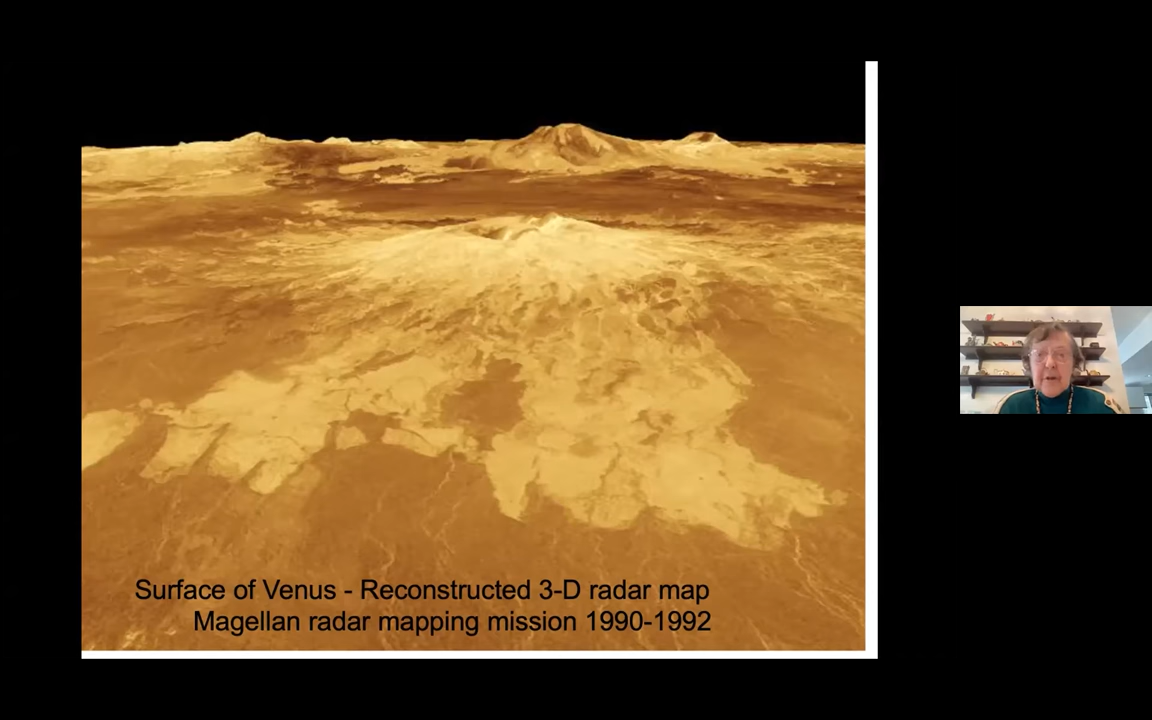 Surface of Venus - Reconstructed 3-D radar map
Magellan radar mapping mission 1990-1992